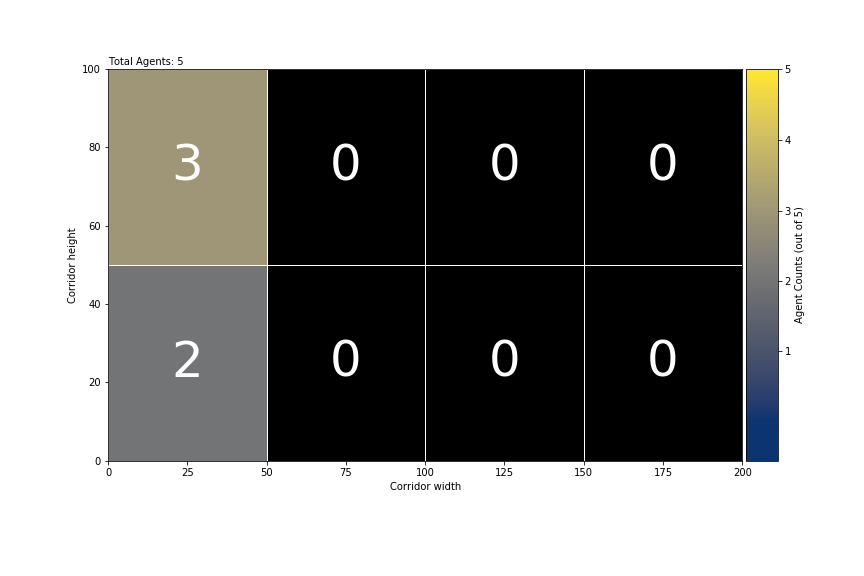 Total Agents: 5
100
80
60
40
20
0
Corridor height
3 0 0 0
2 0 0 0
0 25 50 75 100 125 150 175 200
Corridor width
5
4
3
2
1
Agent Counts (out of 5)